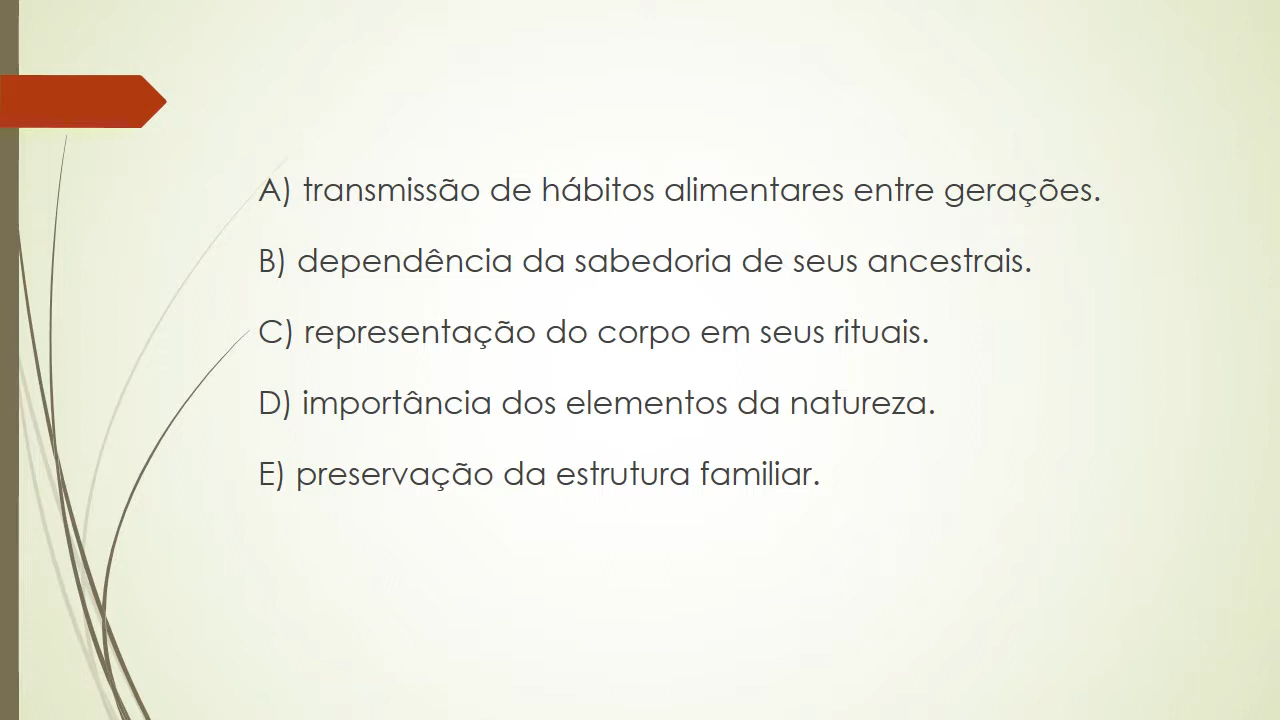 A) transmissão de hábitos alimentares entre gerações.
B) dependência da sabedoria de seus ancestrais.
C) representação do corpo em seus rituais.
D) importância dos elementos da natureza.
E) preservação da estrutura familiar.